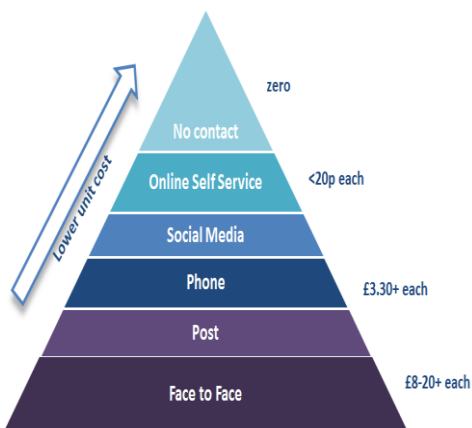 zero
No contact
Online Self Service
<20p each
Lower unit cost
Social Media
Phone
£3.30+ each
Post
£8-20+ each
Face to Face